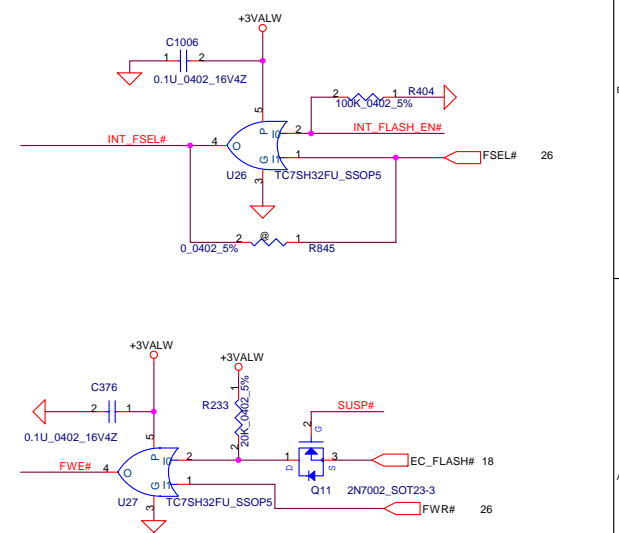 +3VALW
C1006
1 2
0.1U_0402_16V4Z
5
2 1 R404
100K_0402_5%
INT_FLASH_EN#
INT_FSEL# 4 O P I0 2
G I1 1
FSEL# 26
U26 TC7SH32FU_SSOP5
3
@
2 1
0_0402_5% R845
+3VALW
+3VALW
C376
2 1
0.1U_0402_16V4Z
R233
1
20K_0402_5%
2
SUSP#
2
G
5
FWE# 4 O P I0 2
1 D S 3 EC_FLASH# 18
G I1 1
Q11 2N7002_SOT23-3
U27 TC7SH32FU_SSOP5
3
FWR# 26
A